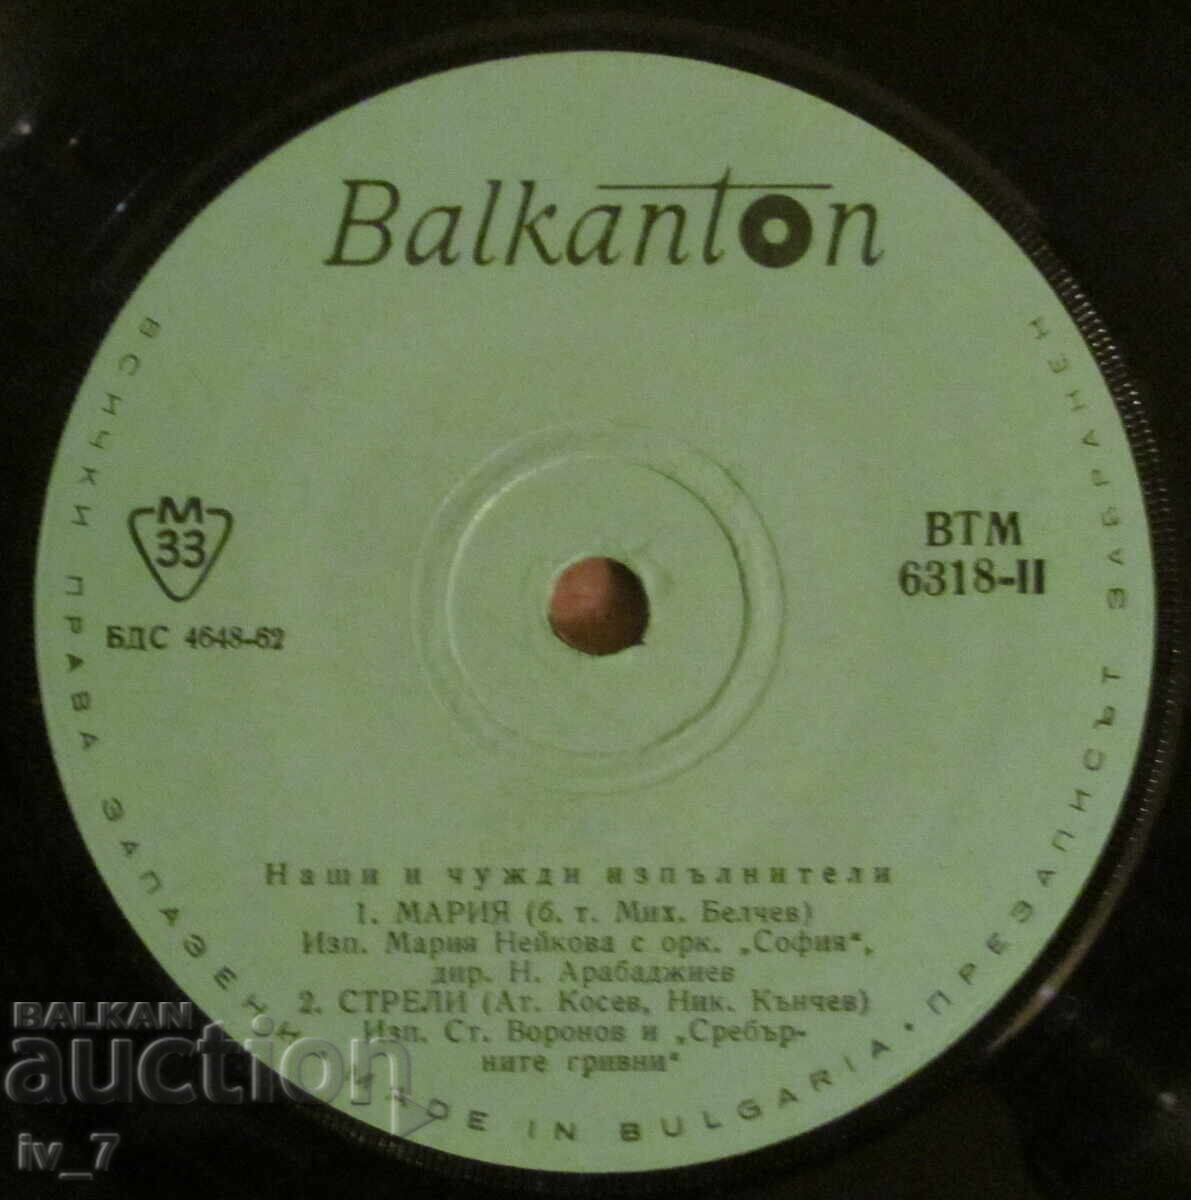 Balkanton
ВСИЧКИ ПРАВА ЗАПАЗЕНИ • MADE IN BULGARIA • ПРЕЗАПИСЪТ ЗАБРАНЕН
М
33
БДС 4648-62
ВТМ
6318-II
Наши и чужди изпълнители
1. МАРИЯ (б. т. Мих. Белчев)
Изп. Мария Нейкова с орк. „София“,
дир. Н. Арабаджиев
2. СТРЕЛИ (Ат. Косев, Ник. Кънчев)
Изп. Ст. Воронов и „Сребър-
ните гривни“
BALKAN
auction
iv_7